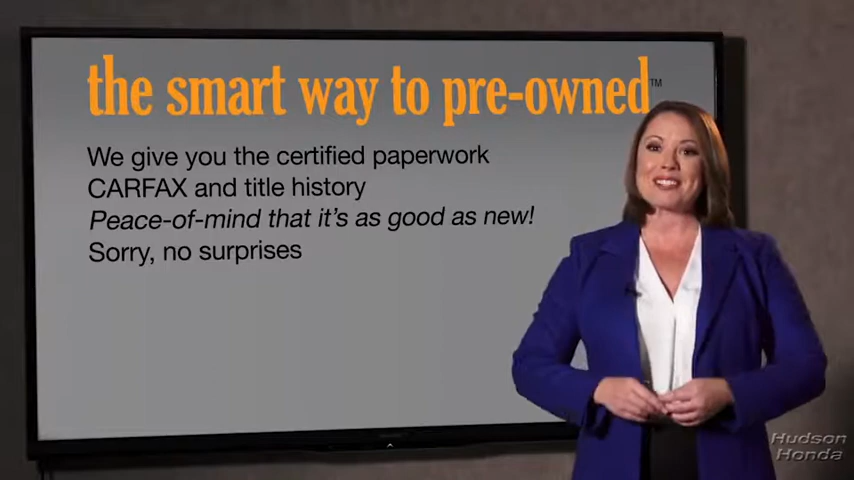 the smart way to pre-owned™
We give you the certified paperwork
CARFAX and title history
Peace-of-mind that it's as good as new!
Sorry, no surprises
Hudson
Honda